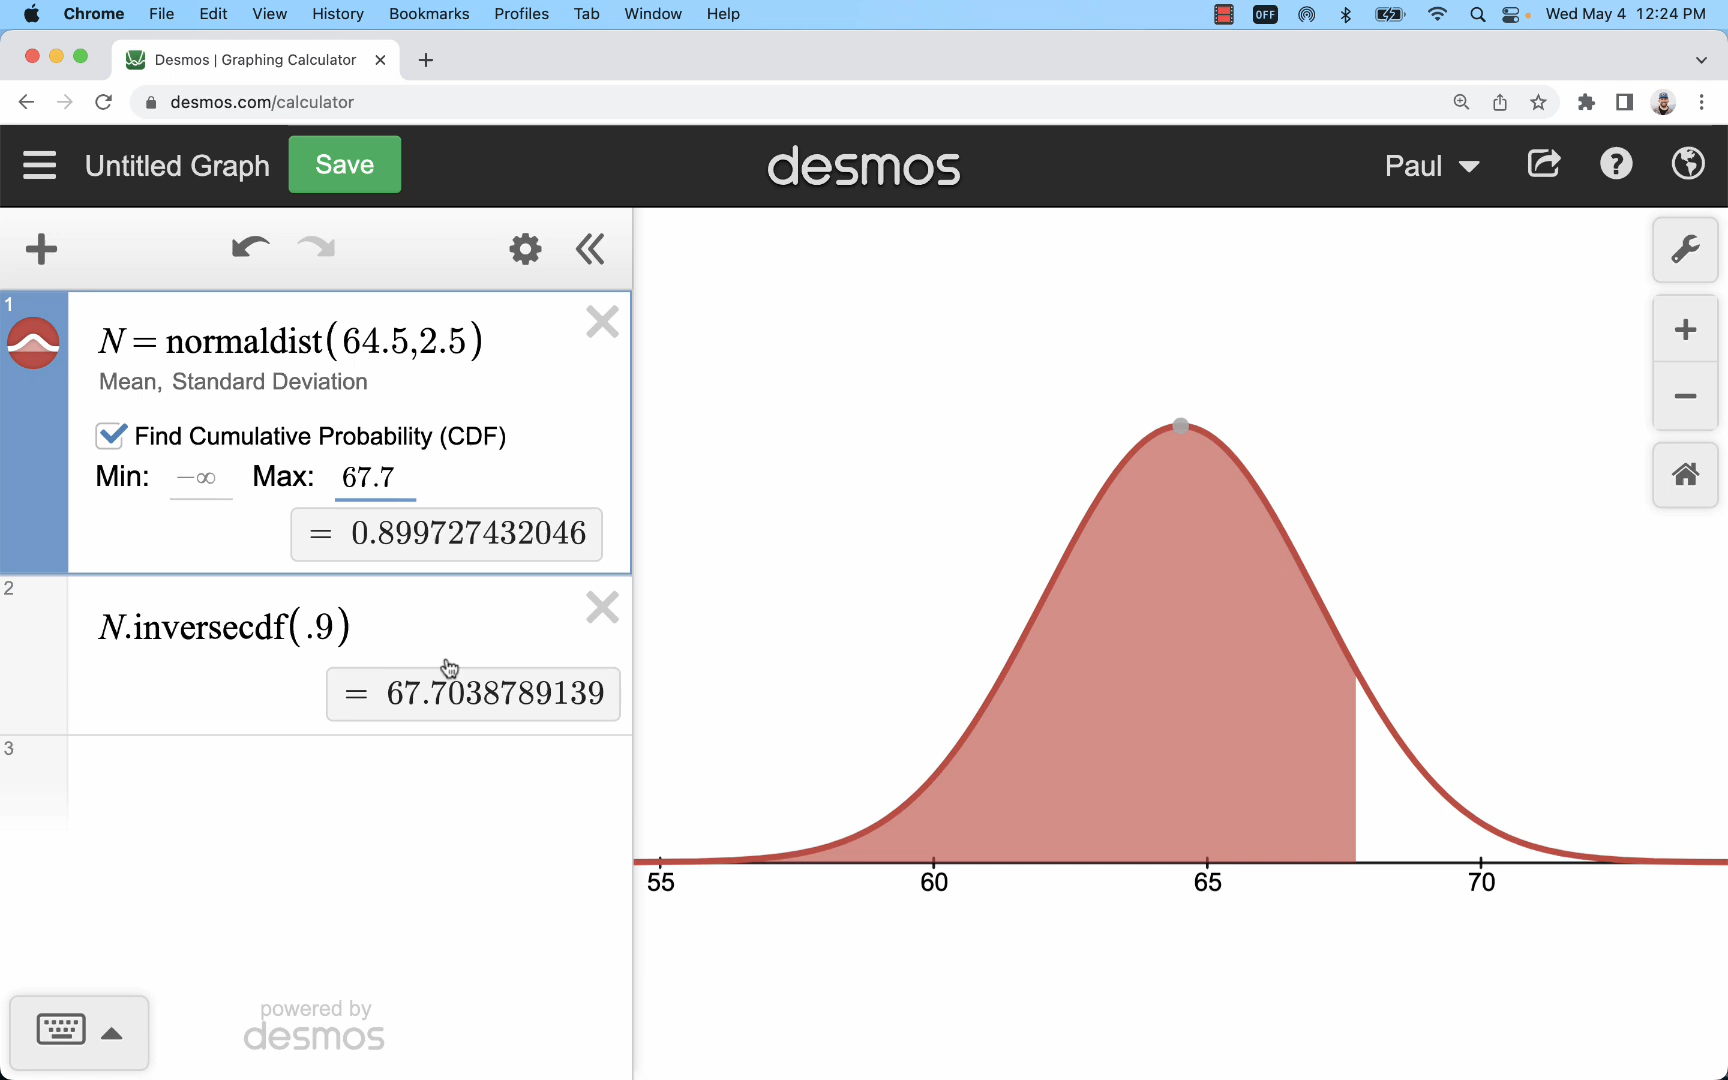 Chrome File Edit View History Bookmarks Profiles Tab Window Help OFF Wed May 4 12:24 PM
Desmos | Graphing Calculator
desmos.com/calculator
Untitled Graph Save desmos Paul
1
N = normaldist(64.5,2.5)
Mean, Standard Deviation
Find Cumulative Probability (CDF)
Min: -∞ Max: 67.7
= 0.899727432046
2
N.inversecdf(.9)
= 67.7038789139
3
55 60 65 70
powered by
desmos